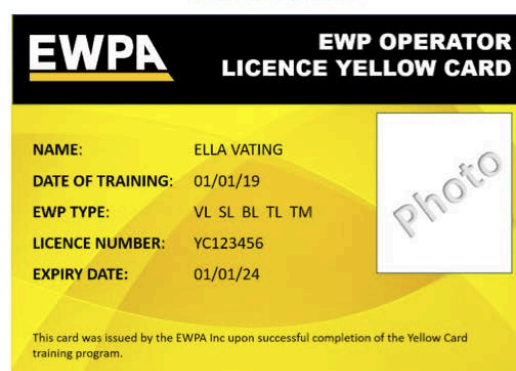 EWPA
EWP OPERATOR
LICENCE YELLOW CARD
NAME: ELLA VATING
DATE OF TRAINING: 01/01/19
EWP TYPE: VL SL BL TL TM
LICENCE NUMBER: YC123456
EXPIRY DATE: 01/01/24
Photo
This card was issued by the EWPA Inc upon successful completion of the Yellow Card
training program.